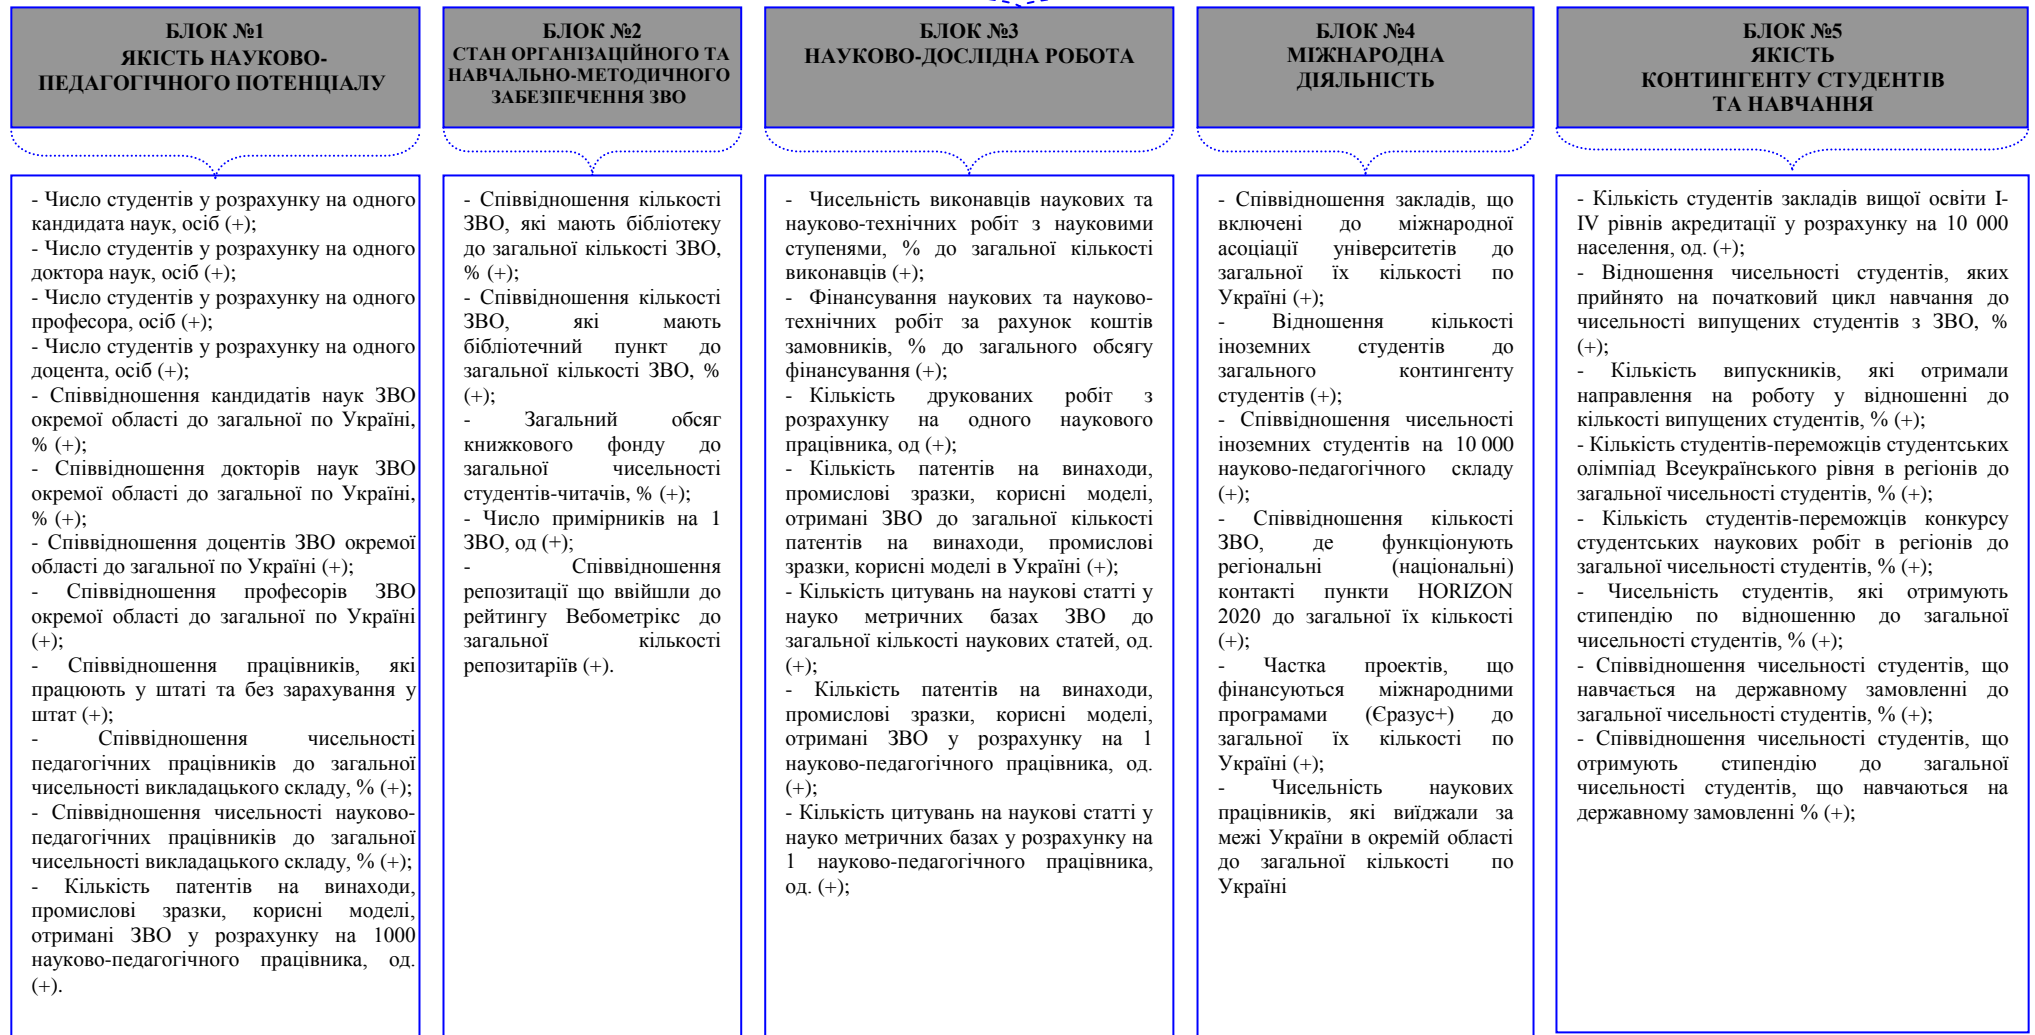 БЛОК №1
ЯКІСТЬ НАУКОВО-
ПЕДАГОГІЧНОГО ПОТЕНЦІАЛУ
- Число студентів у розрахунку на одного
кандидата наук, осіб (+);
- Число студентів у розрахунку на одного
доктора наук, осіб (+);
- Число студентів у розрахунку на одного
професора, осіб (+);
- Число студентів у розрахунку на одного
доцента, осіб (+);
- Співвідношення кандидатів наук ЗВО
окремої області до загальної по Україні,
% (+);
- Співвідношення докторів наук ЗВО
окремої області до загальної по Україні,
% (+);
- Співвідношення доцентів ЗВО окремої
області до загальної по Україні (+);
- Співвідношення професорів ЗВО
окремої області до загальної по Україні
(+);
- Співвідношення працівників, які
працюють у штаті та без зарахування у
штат (+);
- Співвідношення чисельності
педагогічних працівників до загальної
чисельності викладацького складу, % (+);
- Співвідношення чисельності науково-
педагогічних працівників до загальної
чисельності викладацького складу, % (+);
- Кількість патентів на винаходи,
промислові зразки, корисні моделі,
отримані ЗВО у розрахунку на 1000
науково-педагогічного працівника, од.
(+).
БЛОК №2
СТАН ОРГАНІЗАЦІЙНОГО ТА
НАВЧАЛЬНО-МЕТОДИЧНОГО
ЗАБЕЗПЕЧЕННЯ ЗВО
- Співвідношення кількості
ЗВО, які мають бібліотеку
до загальної кількості ЗВО,
% (+);
- Співвідношення кількості
ЗВО, які мають
бібліотечний пункт до
загальної кількості ЗВО, %
(+);
- Загальний обсяг
книжкового фонду до
загальної чисельності
студентів-читачів, % (+);
- Число примірників на 1
ЗВО, од (+);
- Співвідношення
репозитації що ввійшли до
рейтингу Вебометрікс до
загальної кількості
репозитаріїв (+).
БЛОК №3
НАУКОВО-ДОСЛІДНА РОБОТА
- Чисельність виконавців наукових та
науково-технічних робіт з науковими
ступенями, % до загальної кількості
виконавців (+);
- Фінансування наукових та науково-
технічних робіт за рахунок коштів
замовників, % до загального обсягу
фінансування (+);
- Кількість друкованих робіт з
розрахунку на одного наукового
працівника, од (+);
- Кількість патентів на винаходи,
промислові зразки, корисні моделі,
отримані ЗВО до загальної кількості
патентів на винаходи, промислові
зразки, корисні моделі в Україні (+);
- Кількість цитувань на наукові статті у
науко метричних базах ЗВО до
загальної кількості наукових статей, од.
(+);
- Кількість патентів на винаходи,
промислові зразки, корисні моделі,
отримані ЗВО у розрахунку на 1
науково-педагогічного працівника, од.
(+);
- Кількість цитувань на наукові статті у
науко метричних базах у розрахунку на
1 науково-педагогічного працівника,
од. (+);
БЛОК №4
МІЖНАРОДНА
ДІЯЛЬНІСТЬ
- Співвідношення закладів, що
включені до міжнародної
асоціації університетів до
загальної їх кількості по
Україні (+);
- Відношення кількості
іноземних студентів до
загального контингенту
студентів (+);
- Співвідношення чисельності
іноземних студентів на 10 000
науково-педагогічного складу
(+);
- Співвідношення кількості
ЗВО, де функціонують
регіональні (національні)
контакті пункти HORIZON
2020 до загальної їх кількості
(+);
- Частка проектів, що
фінансуються міжнародними
програмами (Єразус+) до
загальної їх кількості по
Україні (+);
- Чисельність наукових
працівників, які виїжджали за
межі України в окремій області
до загальної кількості по
Україні
БЛОК №5
ЯКІСТЬ
КОНТИНГЕНТУ СТУДЕНТІВ
ТА НАВЧАННЯ
- Кількість студентів закладів вищої освіти I-
IV рівнів акредитації у розрахунку на 10 000
населення, од. (+);
- Відношення чисельності студентів, яких
прийнято на початковий цикл навчання до
чисельності випущених студентів з ЗВО, %
(+);
- Кількість випускників, які отримали
направлення на роботу у відношенні до
кількості випущених студентів, % (+);
- Кількість студентів-переможців студентських
олімпіад Всеукраїнського рівня в регіонів до
загальної чисельності студентів, % (+);
- Кількість студентів-переможців конкурсу
студентських наукових робіт в регіонів до
загальної чисельності студентів, % (+);
- Чисельність студентів, які отримують
стипендію по відношенню до загальної
чисельності студентів, % (+);
- Співвідношення чисельності студентів, що
навчається на державному замовленні до
загальної чисельності студентів, % (+);
- Співвідношення чисельності студентів, що
отримують стипендію до загальної
чисельності студентів, що навчаються на
державному замовленні % (+);